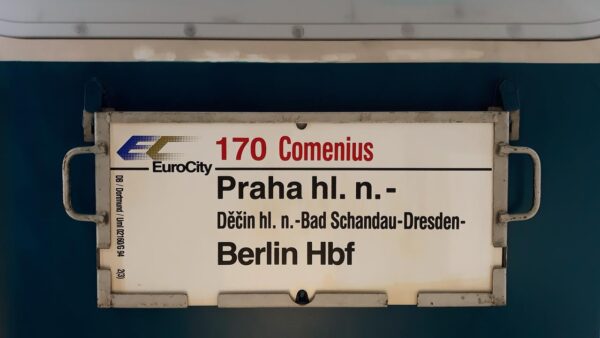 EC
EuroCity
170 Comenius
Praha hl. n.-
Děčín hl. n.-Bad Schandau-Dresden-
Berlin Hbf